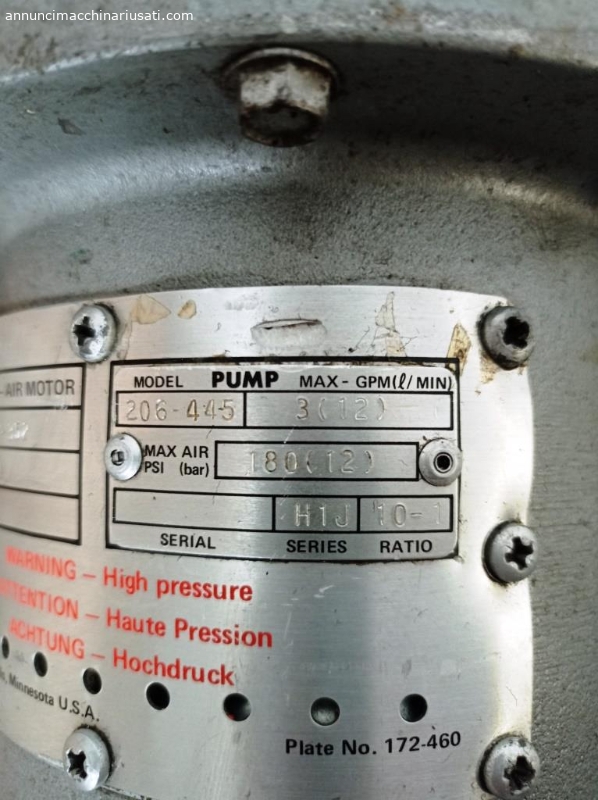 annuncimacchinariusati.com
AIR MOTOR
MODEL PUMP MAX - GPM(ℓ/MIN)
206-445 3(12)
MAX AIR
PSI (bar) 180(12)
H1J 10-1
SERIAL SERIES RATIO
WARNING – High pressure
ATTENTION – Haute Pression
ACHTUNG – Hochdruck
Minnesota U.S.A.
Plate No. 172-460